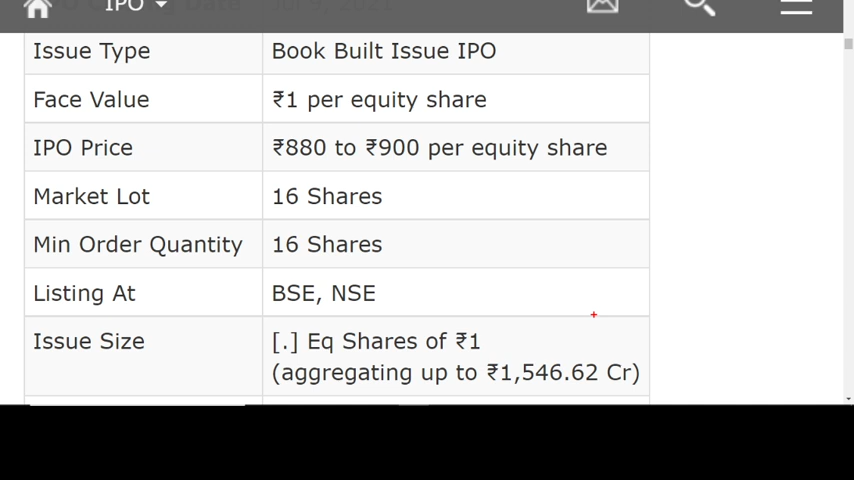 IPO
Issue Type Book Built Issue IPO
Face Value ₹1 per equity share
IPO Price ₹880 to ₹900 per equity share
Market Lot 16 Shares
Min Order Quantity 16 Shares
Listing At BSE, NSE
Issue Size [.] Eq Shares of ₹1
(aggregating up to ₹1,546.62 Cr)